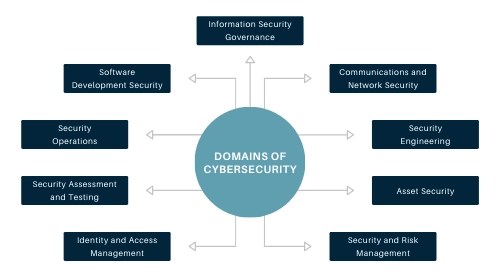 Information Security
Governance
Software
Development Security
Communications and
Network Security
Security
Operations
Security
Engineering
DOMAINS OF
CYBERSECURITY
Security Assessment
and Testing
Asset Security
Identity and Access
Management
Security and Risk
Management